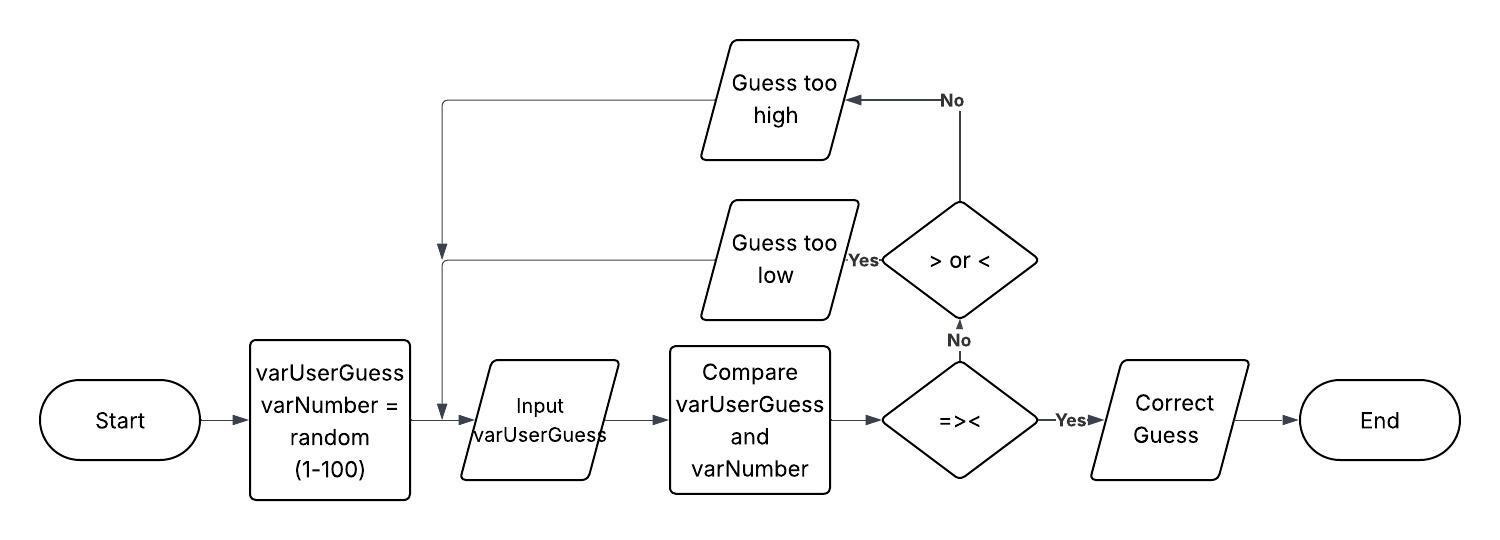 Guess too
high
No
Guess too
low
Yes
> or <
No
Start
varUserGuess
varNumber =
random
(1-100)
Input
varUserGuess
Compare
varUserGuess
and
varNumber
=><
Yes
Correct
Guess
End